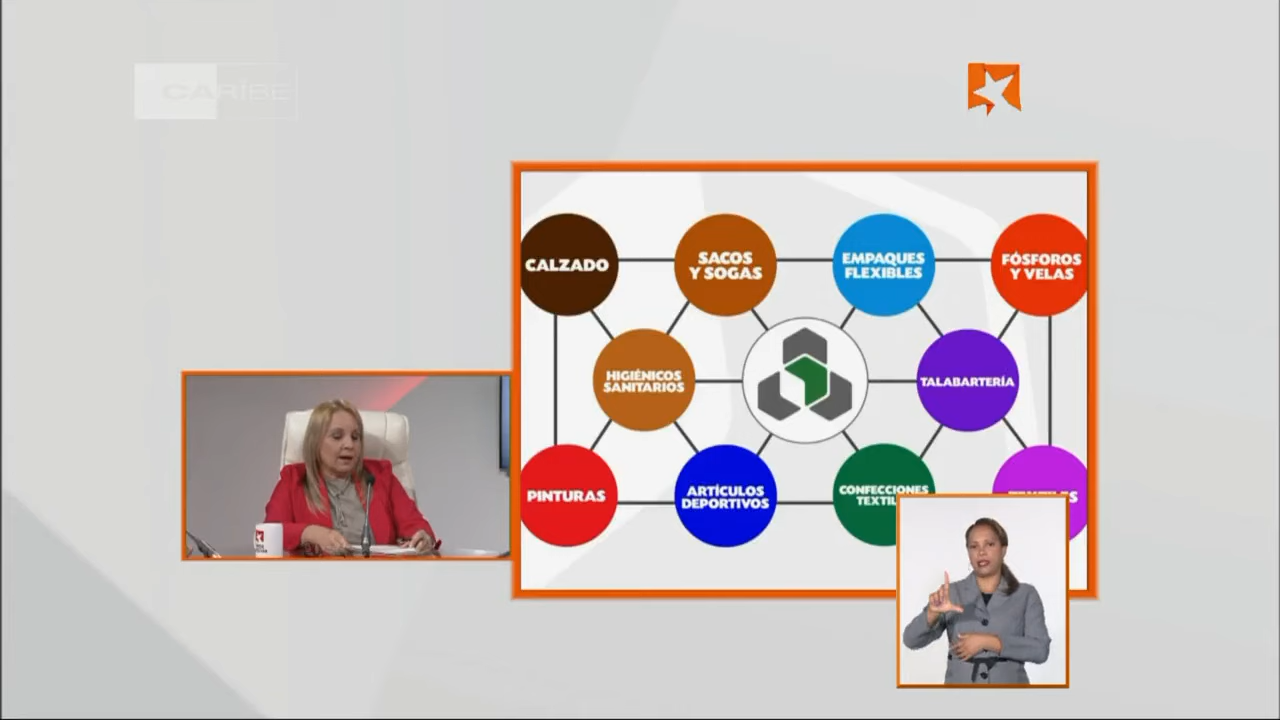 CARIBE
CALZADO
SACOS
Y SOGAS
EMPAQUES
FLEXIBLES
FÓSFOROS
Y VELAS
HIGIÉNICOS
SANITARIOS
TALABARTERÍA
PINTURAS
ARTÍCULOS
DEPORTIVOS
CONFECCIONES